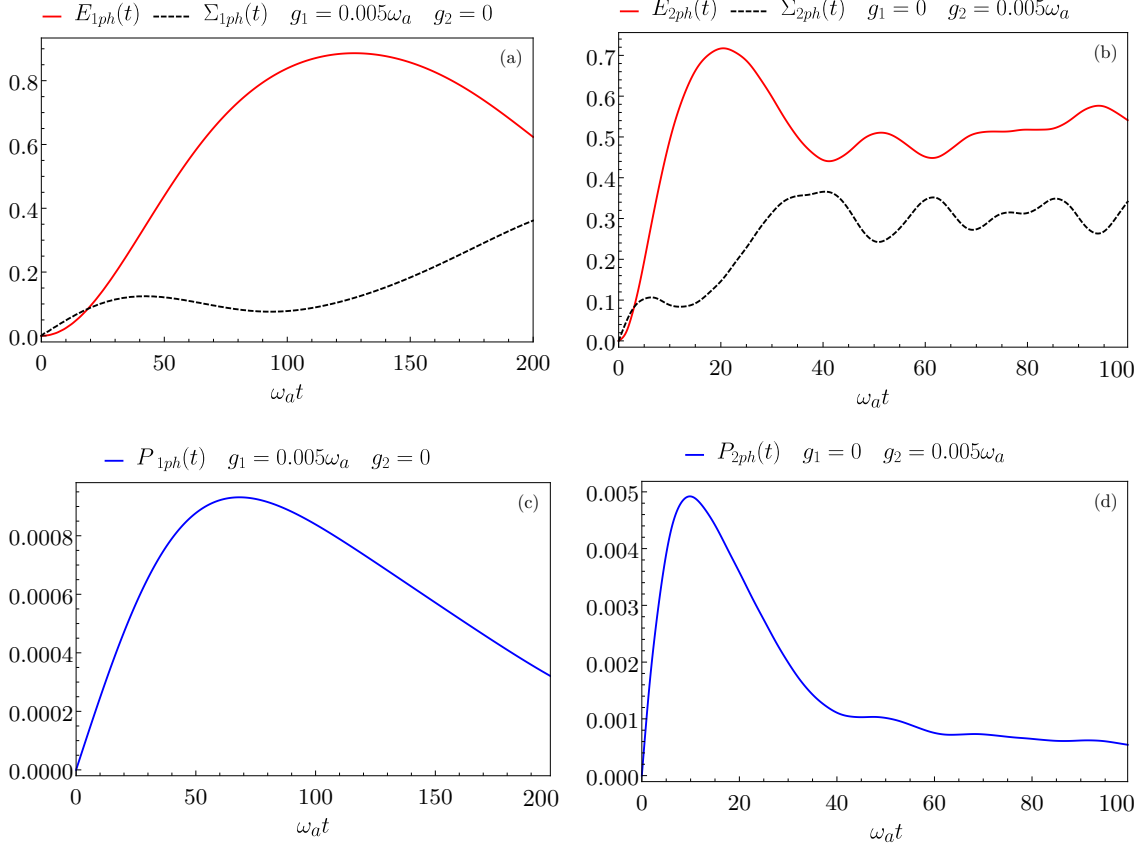 E_{1ph}(t) Σ_{1ph}(t) g_1 = 0.005ω_a g_2 = 0
(a)
0.8
0.6
0.4
0.2
0.0
0 50 100 150 200
ω_a t
E_{2ph}(t) Σ_{2ph}(t) g_1 = 0 g_2 = 0.005ω_a
(b)
0.7
0.6
0.5
0.4
0.3
0.2
0.1
0.0
0 20 40 60 80 100
ω_a t
P_{1ph}(t) g_1 = 0.005ω_a g_2 = 0
(c)
0.0008
0.0006
0.0004
0.0002
0.0000
0 50 100 150 200
ω_a t
P_{2ph}(t) g_1 = 0 g_2 = 0.005ω_a
(d)
0.005
0.004
0.003
0.002
0.001
0.000
0 20 40 60 80 100
ω_a t